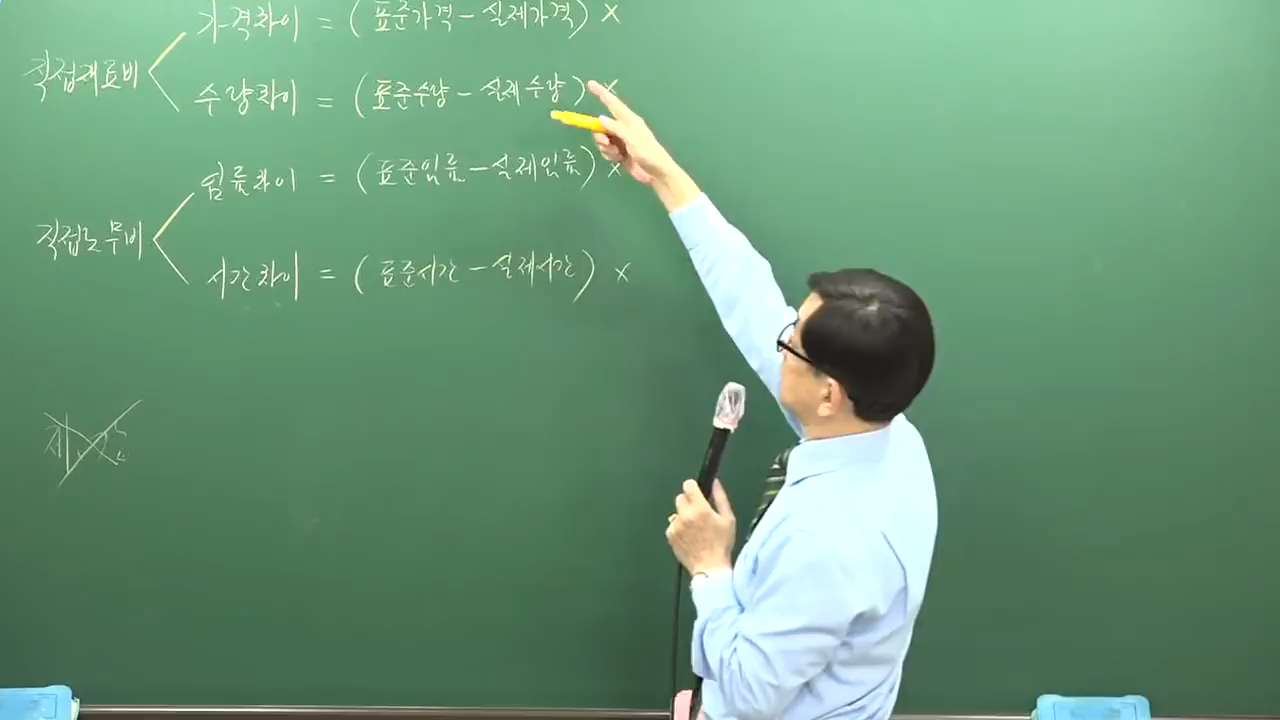 가격차이 = (표준가격 - 실제가격) ×
직접재료비
수량차이 = (표준수량 - 실제수량) ×
임률차이 = (표준임률 - 실제임률) ×
직접노무비
시간차이 = (표준시간 - 실제시간) ×